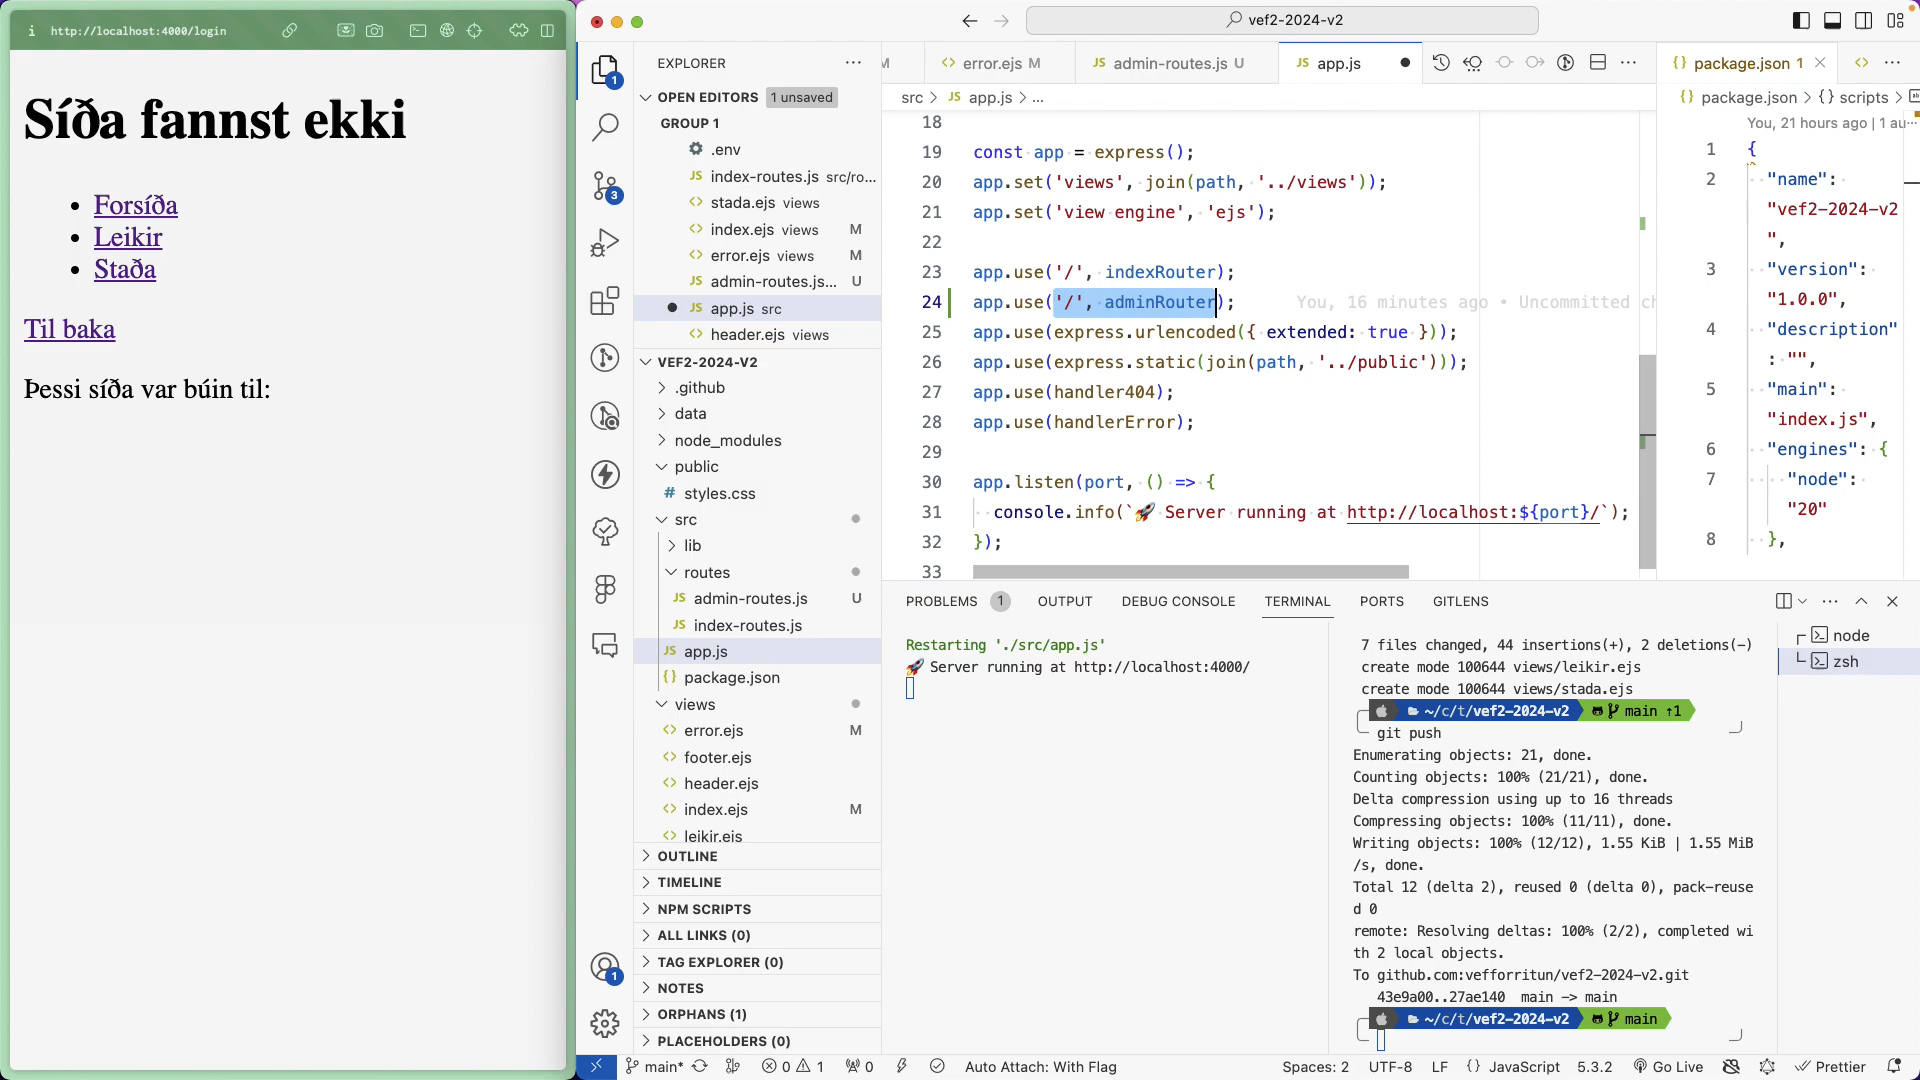 http://localhost:4000/login
Síða fannst ekki
Forsíða
Leikir
Staða
Til baka
Þessi síða var búin til:
vef2-2024-v2
EXPLORER
OPEN EDITORS 1 unsaved
GROUP 1
.env
index-routes.js src/ro...
stada.ejs views
index.ejs views M
error.ejs views M
admin-routes.js... U
app.js src
header.ejs views
VEF2-2024-V2
.github
data
node_modules
public
styles.css
src
lib
routes
admin-routes.js U
index-routes.js
app.js
package.json
views
error.ejs M
footer.ejs
header.ejs
index.ejs M
leikir.ejs
OUTLINE
TIMELINE
NPM SCRIPTS
ALL LINKS (0)
TAG EXPLORER (0)
NOTES
ORPHANS (1)
PLACEHOLDERS (0)
1
3
1
M error.ejs M admin-routes.js U app.js
src > JS app.js > ...
18
19 const app = express();
20 app.set('views', join(path, '../views'));
21 app.set('view engine', 'ejs');
22
23 app.use('/', indexRouter);
24 app.use('/', adminRouter); You, 16 minutes ago • Uncommitted ch
25 app.use(express.urlencoded({ extended: true }));
26 app.use(express.static(join(path, '../public')));
27 app.use(handler404);
28 app.use(handlerError);
29
30 app.listen(port, () => {
31 console.info(`🚀 Server running at http://localhost:${port}/`);
32 });
33
package.json 1
package.json > {} scripts >
You, 21 hours ago | 1 au...
1 {
2 "name":
"vef2-2024-v2
",
3 "version":
"1.0.0",
4 "description"
: "",
5 "main":
"index.js",
6 "engines": {
7 "node":
"20"
8 },
PROBLEMS 1 OUTPUT DEBUG CONSOLE TERMINAL PORTS GITLENS
Restarting './src/app.js'
🚀 Server running at http://localhost:4000/
7 files changed, 44 insertions(+), 2 deletions(-)
create mode 100644 views/leikir.ejs
create mode 100644 views/stada.ejs
~/c/t/vef2-2024-v2 main ↑1
git push
Enumerating objects: 21, done.
Counting objects: 100% (21/21), done.
Delta compression using up to 16 threads
Compressing objects: 100% (11/11), done.
Writing objects: 100% (12/12), 1.55 KiB | 1.55 MiB
/s, done.
Total 12 (delta 2), reused 0 (delta 0), pack-reuse
d 0
remote: Resolving deltas: 100% (2/2), completed wi
th 2 local objects.
To github.com:vefforritun/vef2-2024-v2.git
43e9a00..27ae140 main -> main
~/c/t/vef2-2024-v2 main
node
zsh
main* 0 1 0 Auto Attach: With Flag Spaces: 2 UTF-8 LF {} JavaScript 5.3.2 Go Live Prettier